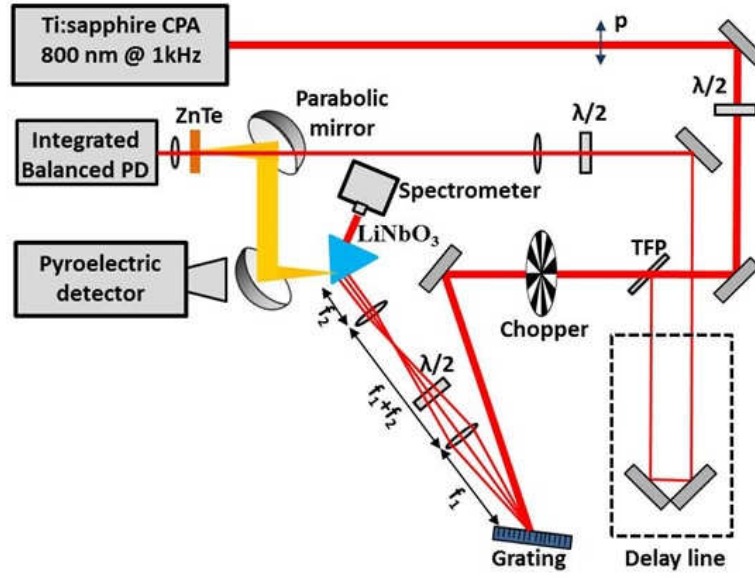 Ti:sapphire CPA
800 nm @ 1kHz
p
λ/2
ZnTe
Parabolic
mirror
λ/2
Integrated
Balanced PD
Spectrometer
LiNbO₃
TFP
Pyroelectric
detector
Chopper
f₂
λ/2
f₁+f₂
f₁
Grating
Delay line